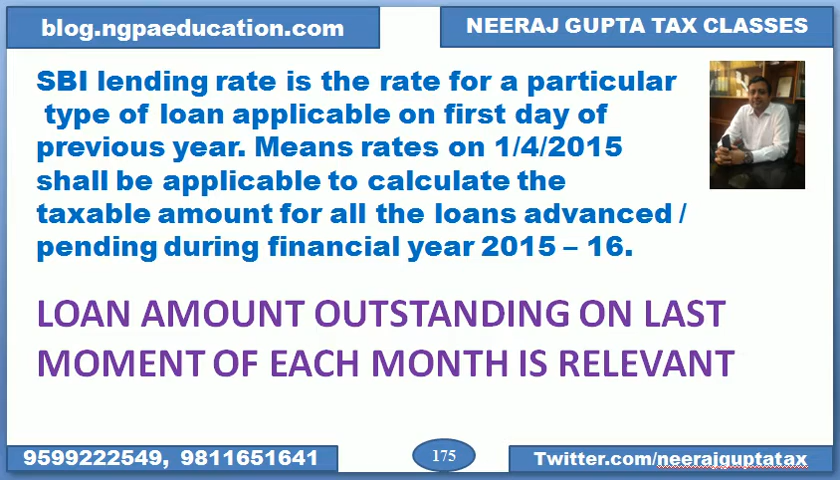 blog.ngpaeducation.com
NEERAJ GUPTA TAX CLASSES
SBI lending rate is the rate for a particular
type of loan applicable on first day of
previous year. Means rates on 1/4/2015
shall be applicable to calculate the
taxable amount for all the loans advanced /
pending during financial year 2015 – 16.
LOAN AMOUNT OUTSTANDING ON LAST
MOMENT OF EACH MONTH IS RELEVANT
9599222549, 9811651641
175
Twitter.com/neerajguptatax